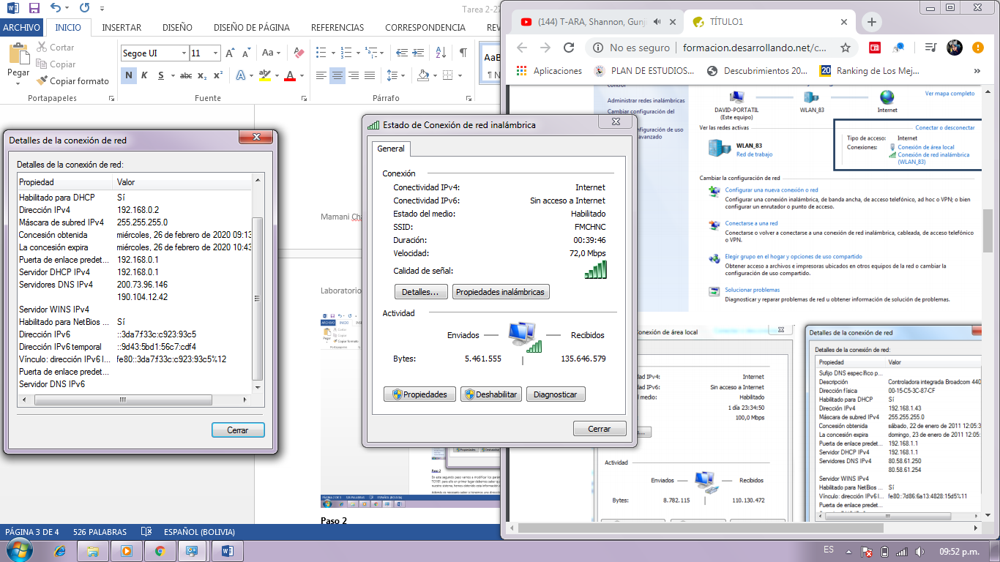 Tarea 2-2
ARCHIVO INICIO INSERTAR DISEÑO DISEÑO DE PÁGINA REFERENCIAS CORRESPONDENCIA REV
Pegar
Cortar
Copiar
Copiar formato
Segoe UI 11
N K S abc x₂ x²
Portapapeles Fuente Párrafo
AaB
¶ N
Mamani Ch
Laboratorio
Paso 2
PÁGINA 3 DE 4 526 PALABRAS ESPAÑOL (BOLIVIA)
Detalles de la conexión de red
Detalles de la conexión de red:
Propiedad Valor
Habilitado para DHCP Sí
Dirección IPv4 192.168.0.2
Máscara de subred IPv4 255.255.255.0
Concesión obtenida miércoles, 26 de febrero de 2020 09:13
La concesión expira miércoles, 26 de febrero de 2020 10:43
Puerta de enlace predet... 192.168.0.1
Servidor DHCP IPv4 192.168.0.1
Servidores DNS IPv4 200.73.96.146
190.104.12.42
Servidor WINS IPv4
Habilitado para NetBios ... Sí
Dirección IPv6 ::3da7f33c:c923:93c5
Dirección IPv6 temporal ::9d43:5bd1:56c7:cdf4
Vínculo: dirección IPv6 l... fe80::3da7f33c:c923:93c5%12
Puerta de enlace predet...
Servidor DNS IPv6
Cerrar
Estado de Conexión de red inalámbrica
General
Conexión
Conectividad IPv4: Internet
Conectividad IPv6: Sin acceso a Internet
Estado del medio: Habilitado
SSID: FMCHNC
Duración: 00:39:46
Velocidad: 72,0 Mbps
Calidad de señal:
Detalles... Propiedades inalámbricas
Actividad
Enviados Recibidos
Bytes: 5.461.555 135.646.579
Propiedades Deshabilitar Diagnosticar
Cerrar
(144) T-ARA, Shannon, Gunj TÍTULO1
No es seguro formacion.desarrollando.net/c...
Aplicaciones PLAN DE ESTUDIOS... Descubrimientos 20... 20 Ranking de Los Mej... »
control
Administrar redes inalámbricas
Cambiar configuración del
onfiguración de uso
avanzado
DAVID-PORTATIL
(Este equipo)
WLAN_83
Internet
Ver mapa completo
Ver las redes activas
Conectar o desconectar
WLAN_83
Red de trabajo
Tipo de acceso: Internet
Conexiones: Conexión de área local
Conexión de red inalámbrica
(WLAN_83)
Cambiar la configuración de red
Configurar una nueva conexión o red
Configurar una conexión inalámbrica, de banda ancha, de acceso telefónico, ad hoc o VPN; o bien
configurar un enrutador o punto de acceso.
Conectarse a una red
Conectarse o volver a conectarse a una conexión de red inalámbrica, cableada, de acceso telefónico
o VPN.
Elegir grupo en el hogar y opciones de uso compartido
Obtener acceso a archivos e impresoras ubicados en otros equipos de la red o cambiar la
configuración de uso compartido.
Solucionar problemas
Diagnosticar y reparar problemas de red u obtener información de solución de problemas.
Conexión de área local
dad IPv4: Internet
dad IPv6: Sin acceso a Internet
medio: Habilitado
1 día 23:34:50
100,0 Mbps
Actividad
Enviados Recibidos
Bytes: 8.782.115 110.130.472
Detalles de la conexión de red
Detalles de la conexión de red:
Propiedad Valor
Sufijo DNS específico p...
Descripción Controladora integrada Broadcom 440
Dirección física 00-15-C5-3C-87-CF
Habilitado para DHCP Sí
Dirección IPv4 192.168.1.43
Máscara de subred IPv4 255.255.255.0
Concesión obtenida sábado, 22 de enero de 2011 12:05:3
La concesión expira domingo, 23 de enero de 2011 12:05:
Puerta de enlace predet... 192.168.1.1
Servidor DHCP IPv4 192.168.1.1
Servidores DNS IPv4 80.58.61.250
80.58.61.254
Servidor WINS IPv4
Habilitado para NetBios ... Sí
Vínculo: dirección IPv6 l... fe80::7d86:6a13:4828:15d5%11
Puerta de enlace predet...
ES 09:52 p.m.